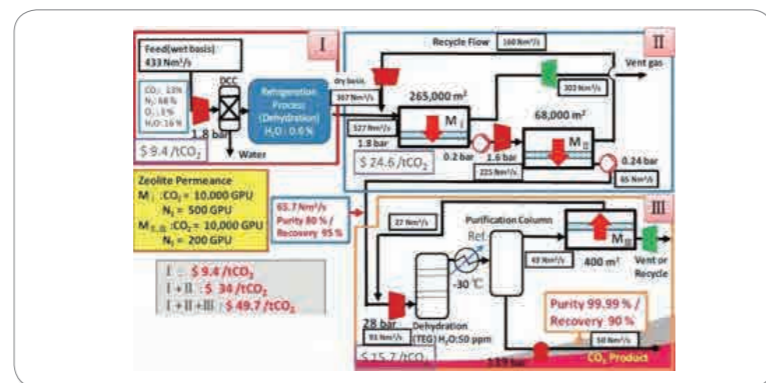 I
Feed(wet basis)
433 Nm³/s
CO₂: 13%
N₂: 68%
O₂: 3%
H₂O: 16%
DCC
1.8 bar
Water
Refrigeration
Process
(Dehydration)
H₂O : 0.6 %
$ 9.4 /tCO₂
II
Recycle Flow
160 Nm³/s
dry basis
367 Nm³/s
527 Nm³/s
1.8 bar
265,000 m²
M I
0.2 bar
$ 24.6 /tCO₂
302 Nm³/s
Vent gas
68,000 m²
M II
1.6 bar
225 Nm³/s
0.24 bar
65 Nm³/s
Zeolite Permeance
M I :CO₂ = 10,000 GPU
N₂ = 500 GPU
M II,III :CO₂ = 10,000 GPU
N₂ = 200 GPU
65.7 Nm³/s
Purity 80 % /
Recovery 95 %
I : $ 9.4 /tCO₂
I + II : $ 34 /tCO₂
I + II + III : $ 49.7 /tCO₂
III
27 Nm³/s
Purification Column
Ref.
-30 ℃
43 Nm³/s
M III
400 m²
Vent or
Recycle
28 bar
93 Nm³/s
Dehydration
(TEG) H₂O:50 ppm
$ 15.7 /tCO₂
Purity 99.99 % /
Recovery 90 %
50 Nm³/s
CO₂ Product